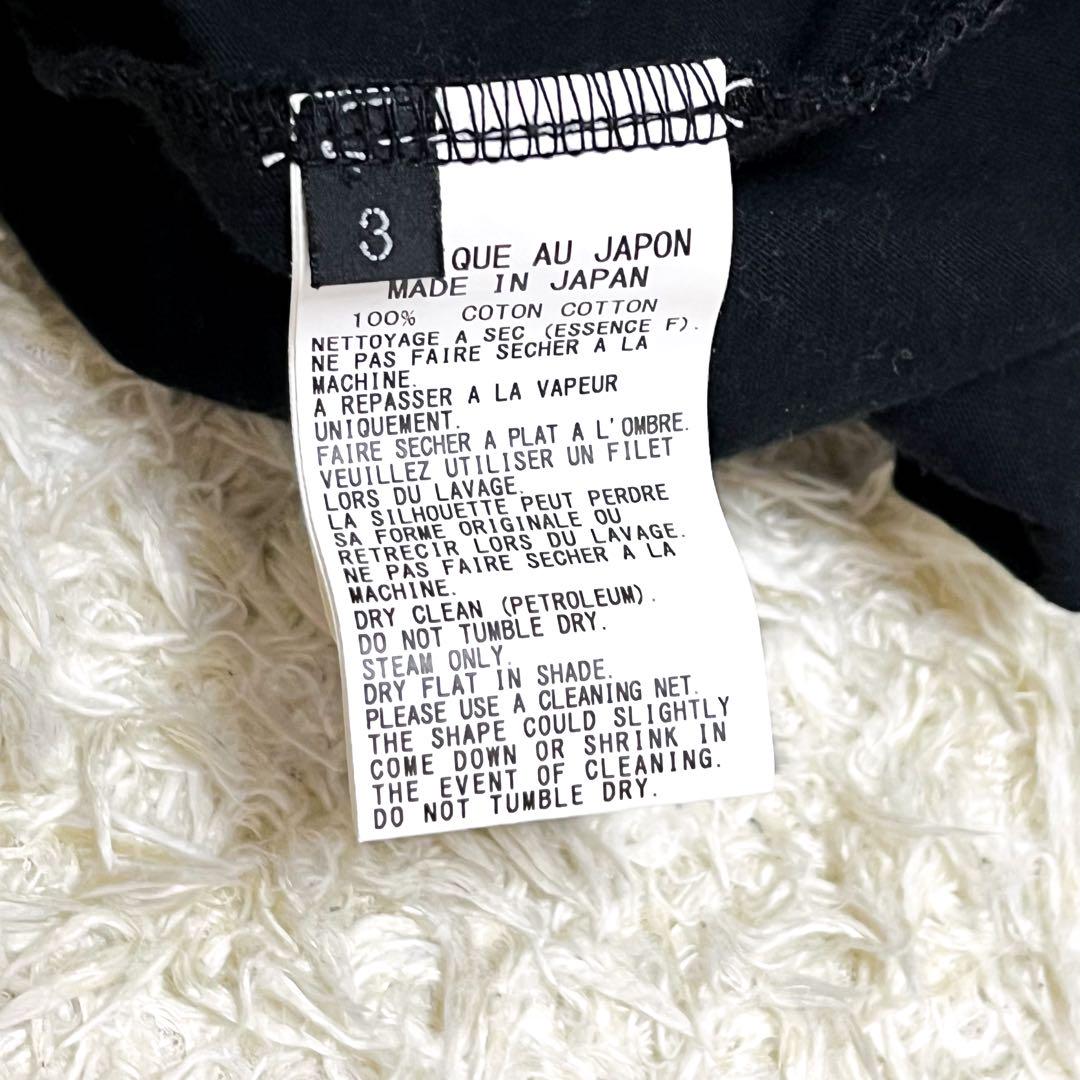 3
QUE AU JAPON
MADE IN JAPAN
100% COTON COTTON
NETTOYAGE A SEC (ESSENCE F).
NE PAS FAIRE SECHER A LA
MACHINE.
A REPASSER A LA VAPEUR
UNIQUEMENT.
FAIRE SECHER A PLAT A L'OMBRE.
VEUILLEZ UTILISER UN FILET
LORS DU LAVAGE.
LA SILHOUETTE PEUT PERDRE
SA FORME ORIGINALE OU
RETRECIR LORS DU LAVAGE.
NE PAS FAIRE SECHER A LA
MACHINE.
DRY CLEAN (PETROLEUM).
DO NOT TUMBLE DRY.
STEAM ONLY.
DRY FLAT IN SHADE.
PLEASE USE A CLEANING NET.
THE SHAPE COULD SLIGHTLY
COME DOWN OR SHRINK IN
THE EVENT OF CLEANING.
DO NOT TUMBLE DRY.